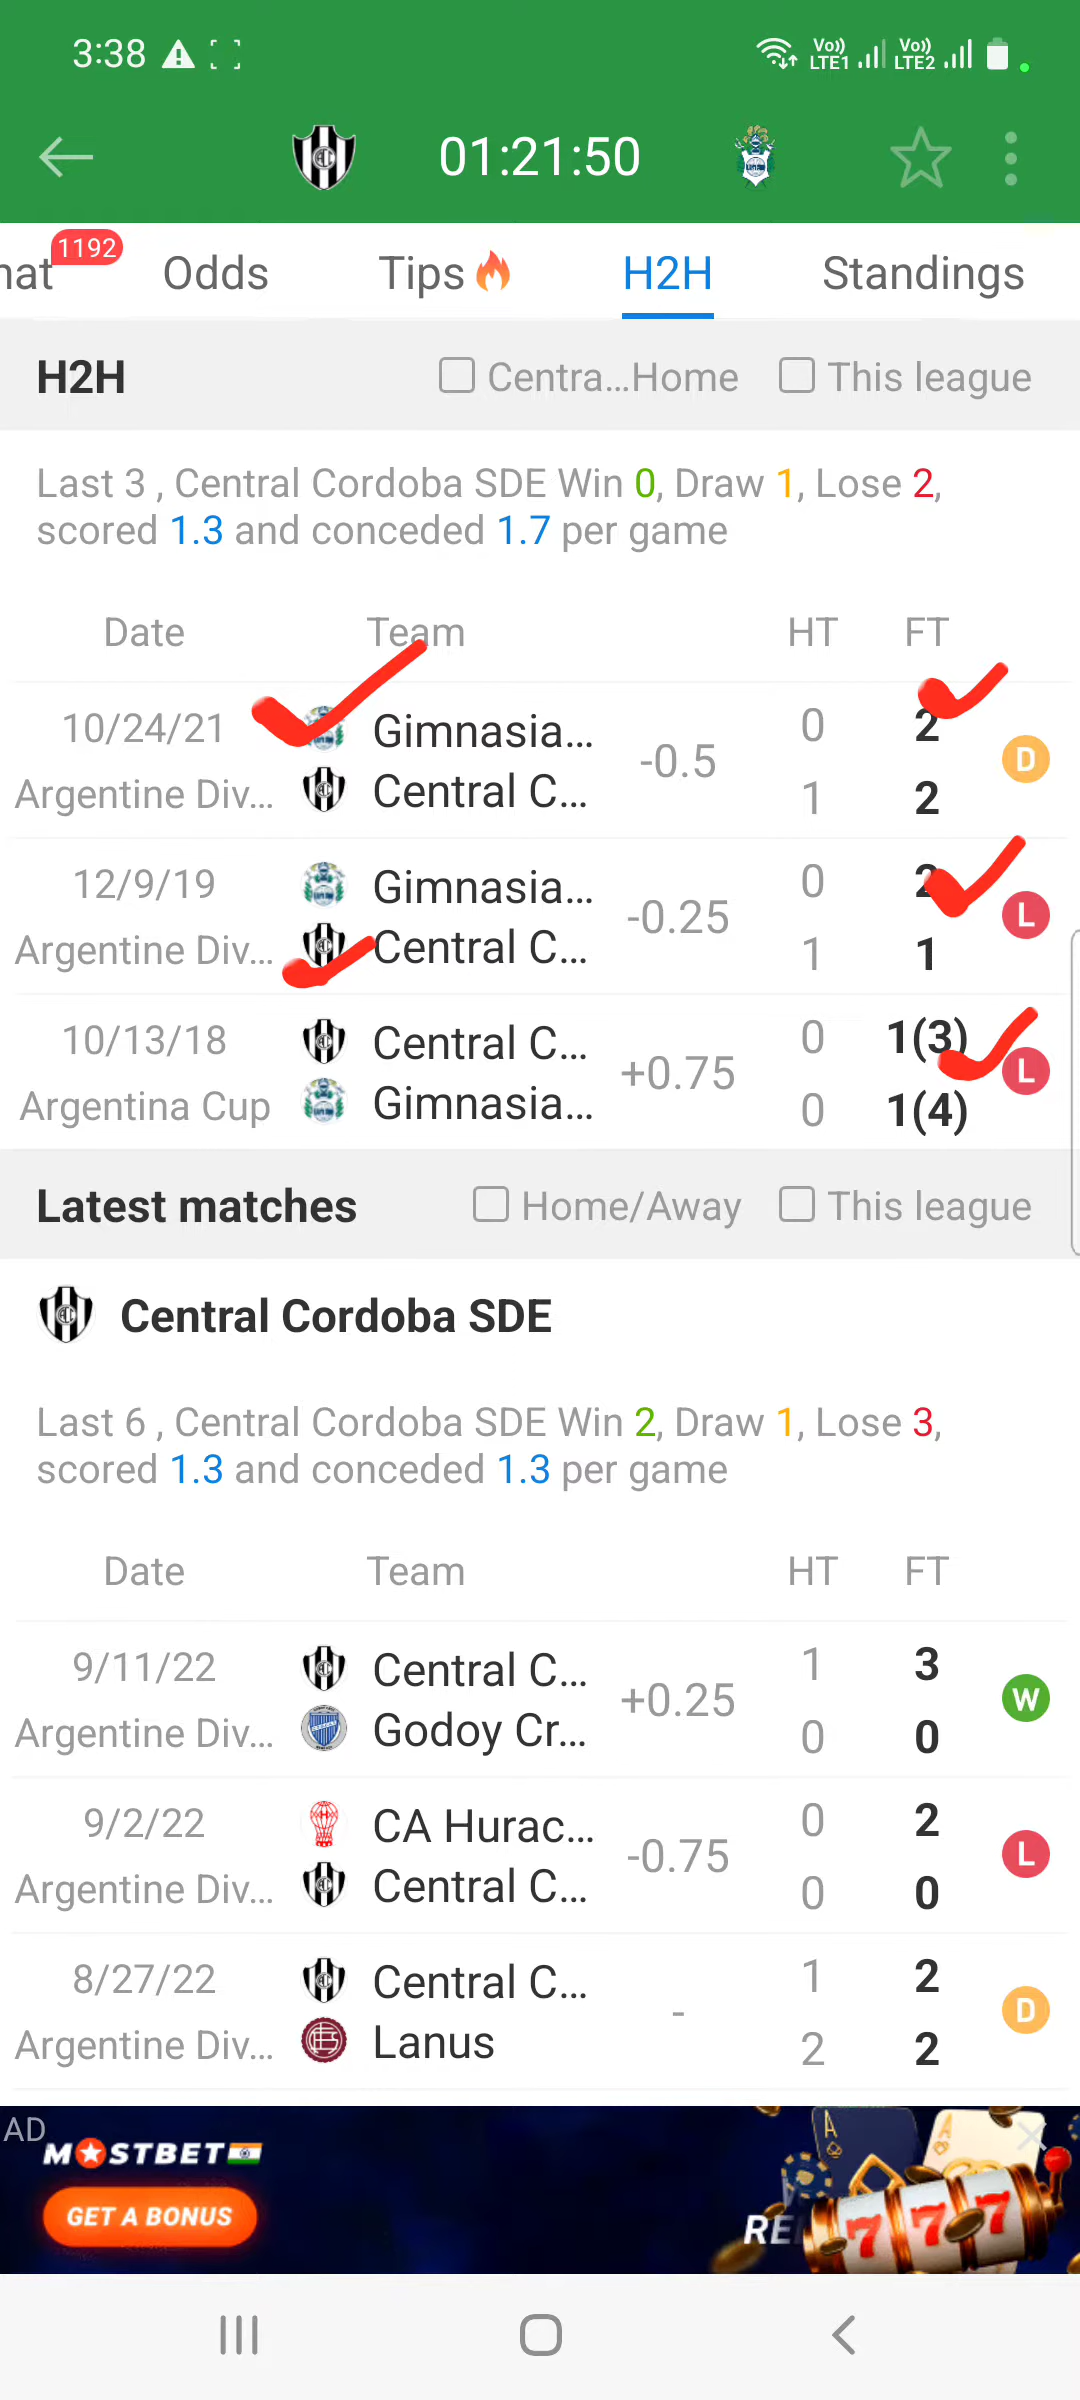 3:38 Vo)) LTE1 Vo)) LTE2
01:21:50
nat 1192 Odds Tips H2H Standings
H2H Centra...Home This league
Last 3 , Central Cordoba SDE Win 0, Draw 1, Lose 2,
scored 1.3 and conceded 1.7 per game
Date Team HT FT
10/24/21 Gimnasia... 0 2
-0.5 D
Argentine Div... Central C... 1 2
12/9/19 Gimnasia... 0 2
-0.25 L
Argentine Div... Central C... 1 1
10/13/18 Central C... 0 1(3)
+0.75 L
Argentina Cup Gimnasia... 0 1(4)
Latest matches Home/Away This league
Central Cordoba SDE
Last 6 , Central Cordoba SDE Win 2, Draw 1, Lose 3,
scored 1.3 and conceded 1.3 per game
Date Team HT FT
9/11/22 Central C... 1 3
+0.25 W
Argentine Div... Godoy Cr... 0 0
9/2/22 CA Hurac... 0 2
-0.75 L
Argentine Div... Central C... 0 0
8/27/22 Central C... 1 2
- D
Argentine Div... Lanus 2 2
AD
MOSTBET
GET A BONUS
RE
777